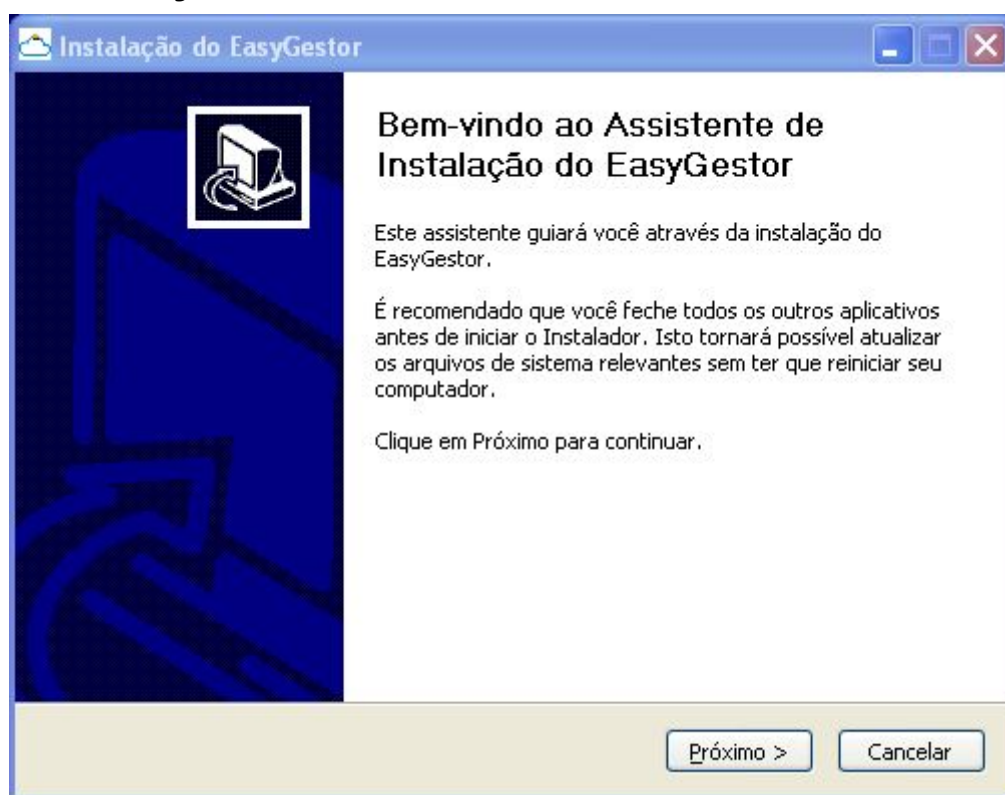 Instalação do EasyGestor
Bem-vindo ao Assistente de
Instalação do EasyGestor
Este assistente guiará você através da instalação do
EasyGestor.
É recomendado que você feche todos os outros aplicativos
antes de iniciar o Instalador. Isto tornará possível atualizar
os arquivos de sistema relevantes sem ter que reiniciar seu
computador.
Clique em Próximo para continuar.
Próximo >
Cancelar